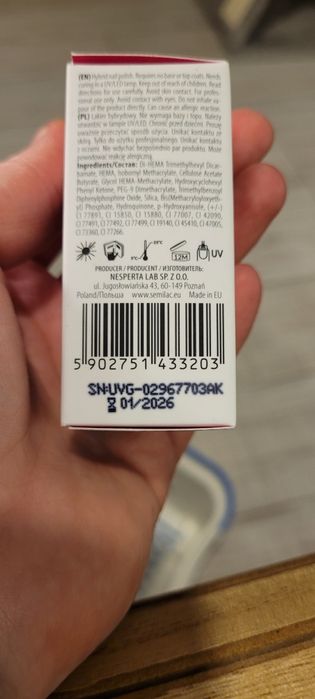 (EN) Hybrid nail polish. Requires no base or top coats. Needs
curing in a UV/LED lamp. Keep out of reach of children. Read
directions for use carefully. Avoid skin contact. For profes-
sional use only. Avoid contact with eyes. Do not inhale va-
pour of the product directly. Can cause an allergic reaction.
(PL) Lakier hybrydowy. Nie wymaga bazy i topu. Należy
utwardzić w lampie UV/LED. Chronić przed dziećmi. Proszę
uważnie przeczytać sposób użycia. Unikać kontaktu
ze skórą. Tylko do użytku profesjonalnego. Unikać kontaktu
z oczami. Nie wdychać bezpośrednio par produktu. Może
powodować reakcję alergiczną.
Ingredients/Состав: Di-HEMA Trimethylhexyl Dicar-
bamate, HEMA, Isobornyl Methacrylate, Cellulose Acetate
Butyrate, Glycol HEMA- Methacrylate, Hydroxycyclohexyl
Phenyl Ketone, PEG-9 Dimethacrylate, Trimethylbenzoyl
Diphenylphosphine Oxide, Silica, Bis(Methacryloyloxyeth-
yl) Phosphate, Hydroquinone, p-Hydroxyanisole, (+/-)
CI 77891, CI 15850, CI 15880, CI 77007, CI 42090,
CI 77491, CI 77492, CI 77499, CI 19140, CI 45410, CI 47005,
CI 73360, CI 77266.
5°C 25°C 12M UV
PRODUCER / PRODUCENT / ИЗГОТОВИТЕЛЬ:
NESPERTA LAB SP. Z O.O.
ul. Jugosłowiańska 43, 60-149 Poznań
Poland/Польша www.semilac.eu Made in EU
5 902751 433203
SN:UVG-02967703AK
01/2026